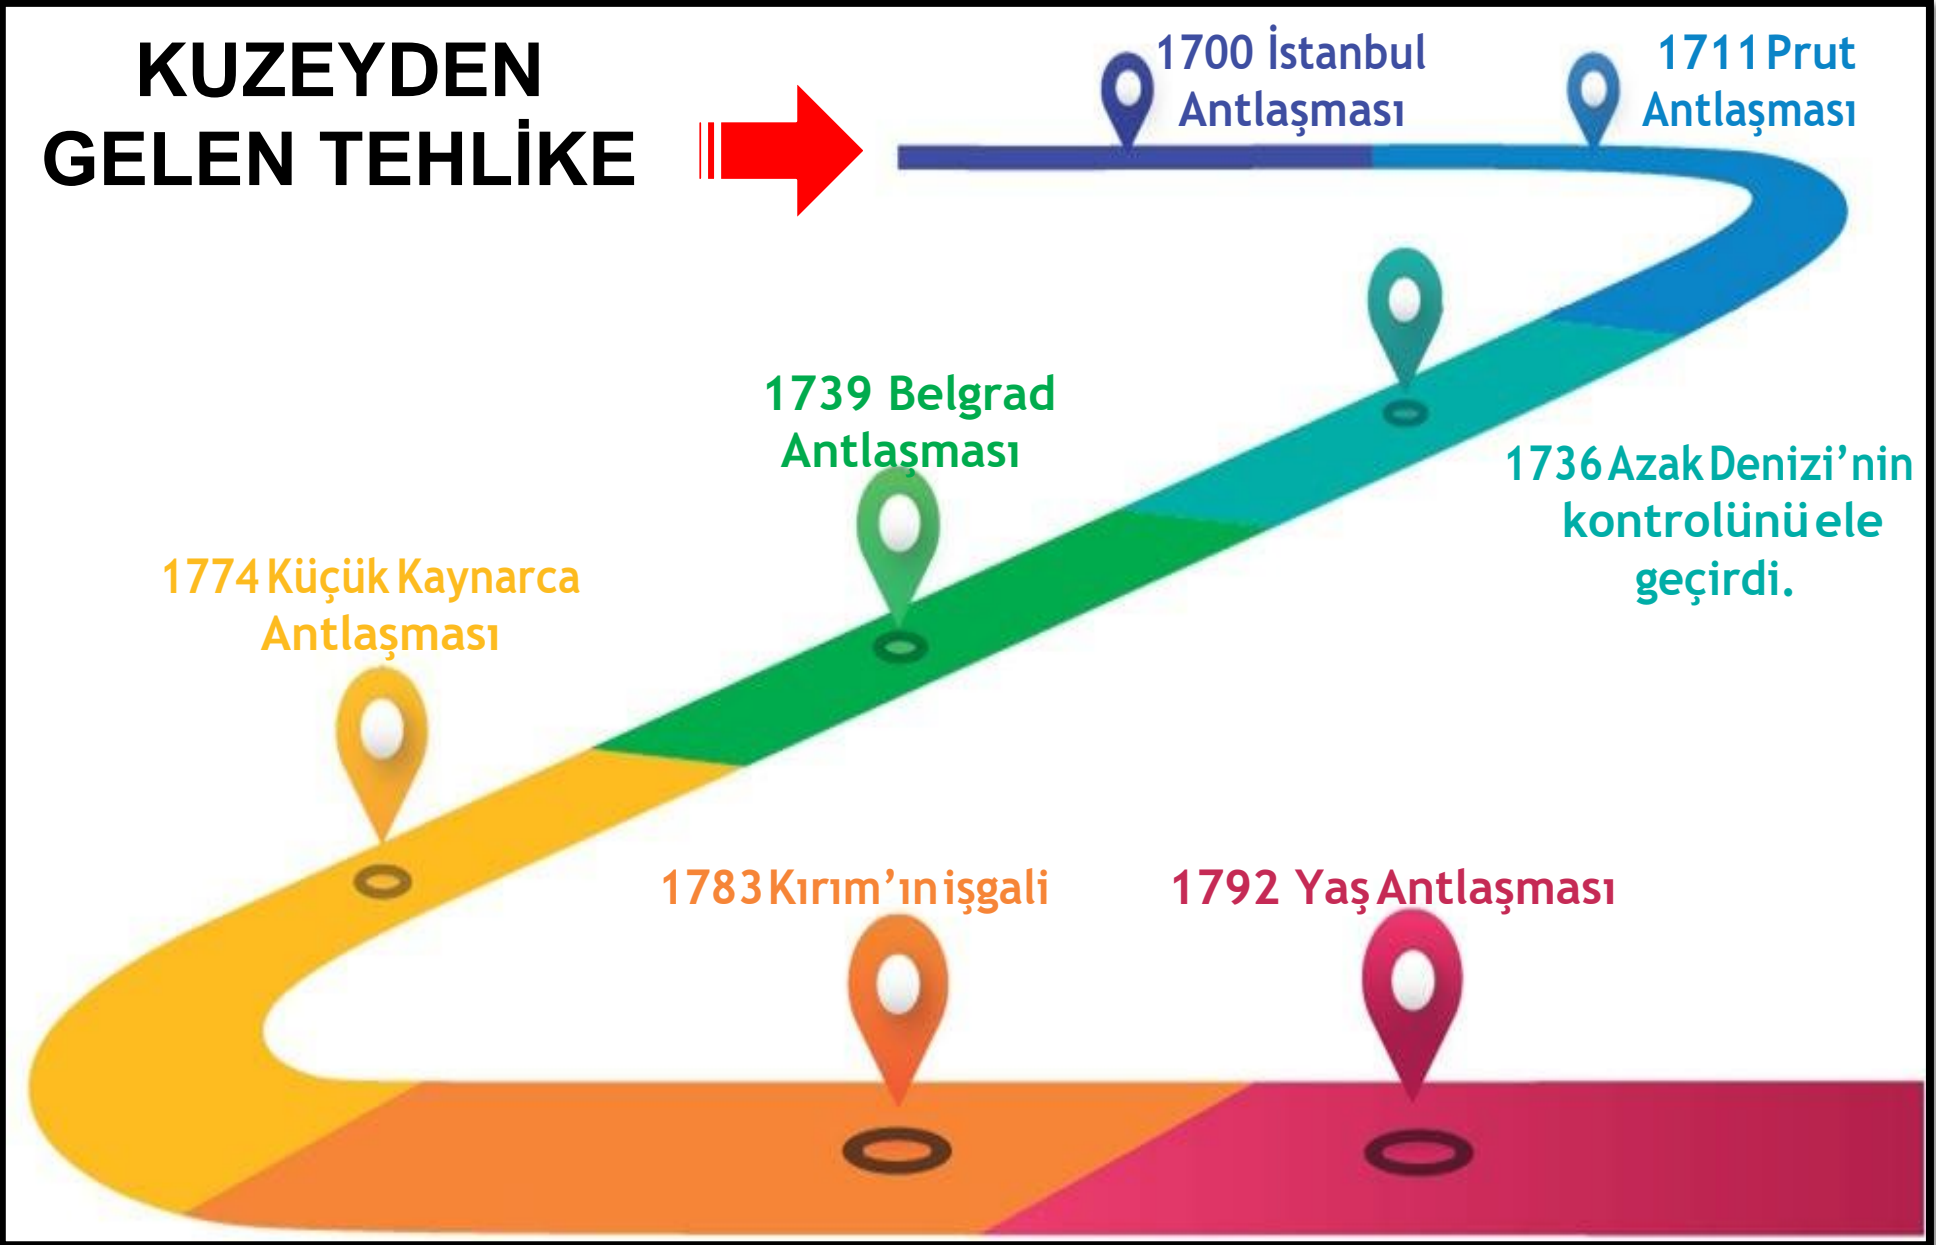 KUZEYDEN
GELEN TEHLİKE
1700 İstanbul
Antlaşması
1711 Prut
Antlaşması
1736 Azak Denizi’nin
kontrolünü ele
geçirdi.
1739 Belgrad
Antlaşması
1774 Küçük Kaynarca
Antlaşması
1783 Kırım’ın işgali
1792 Yaş Antlaşması